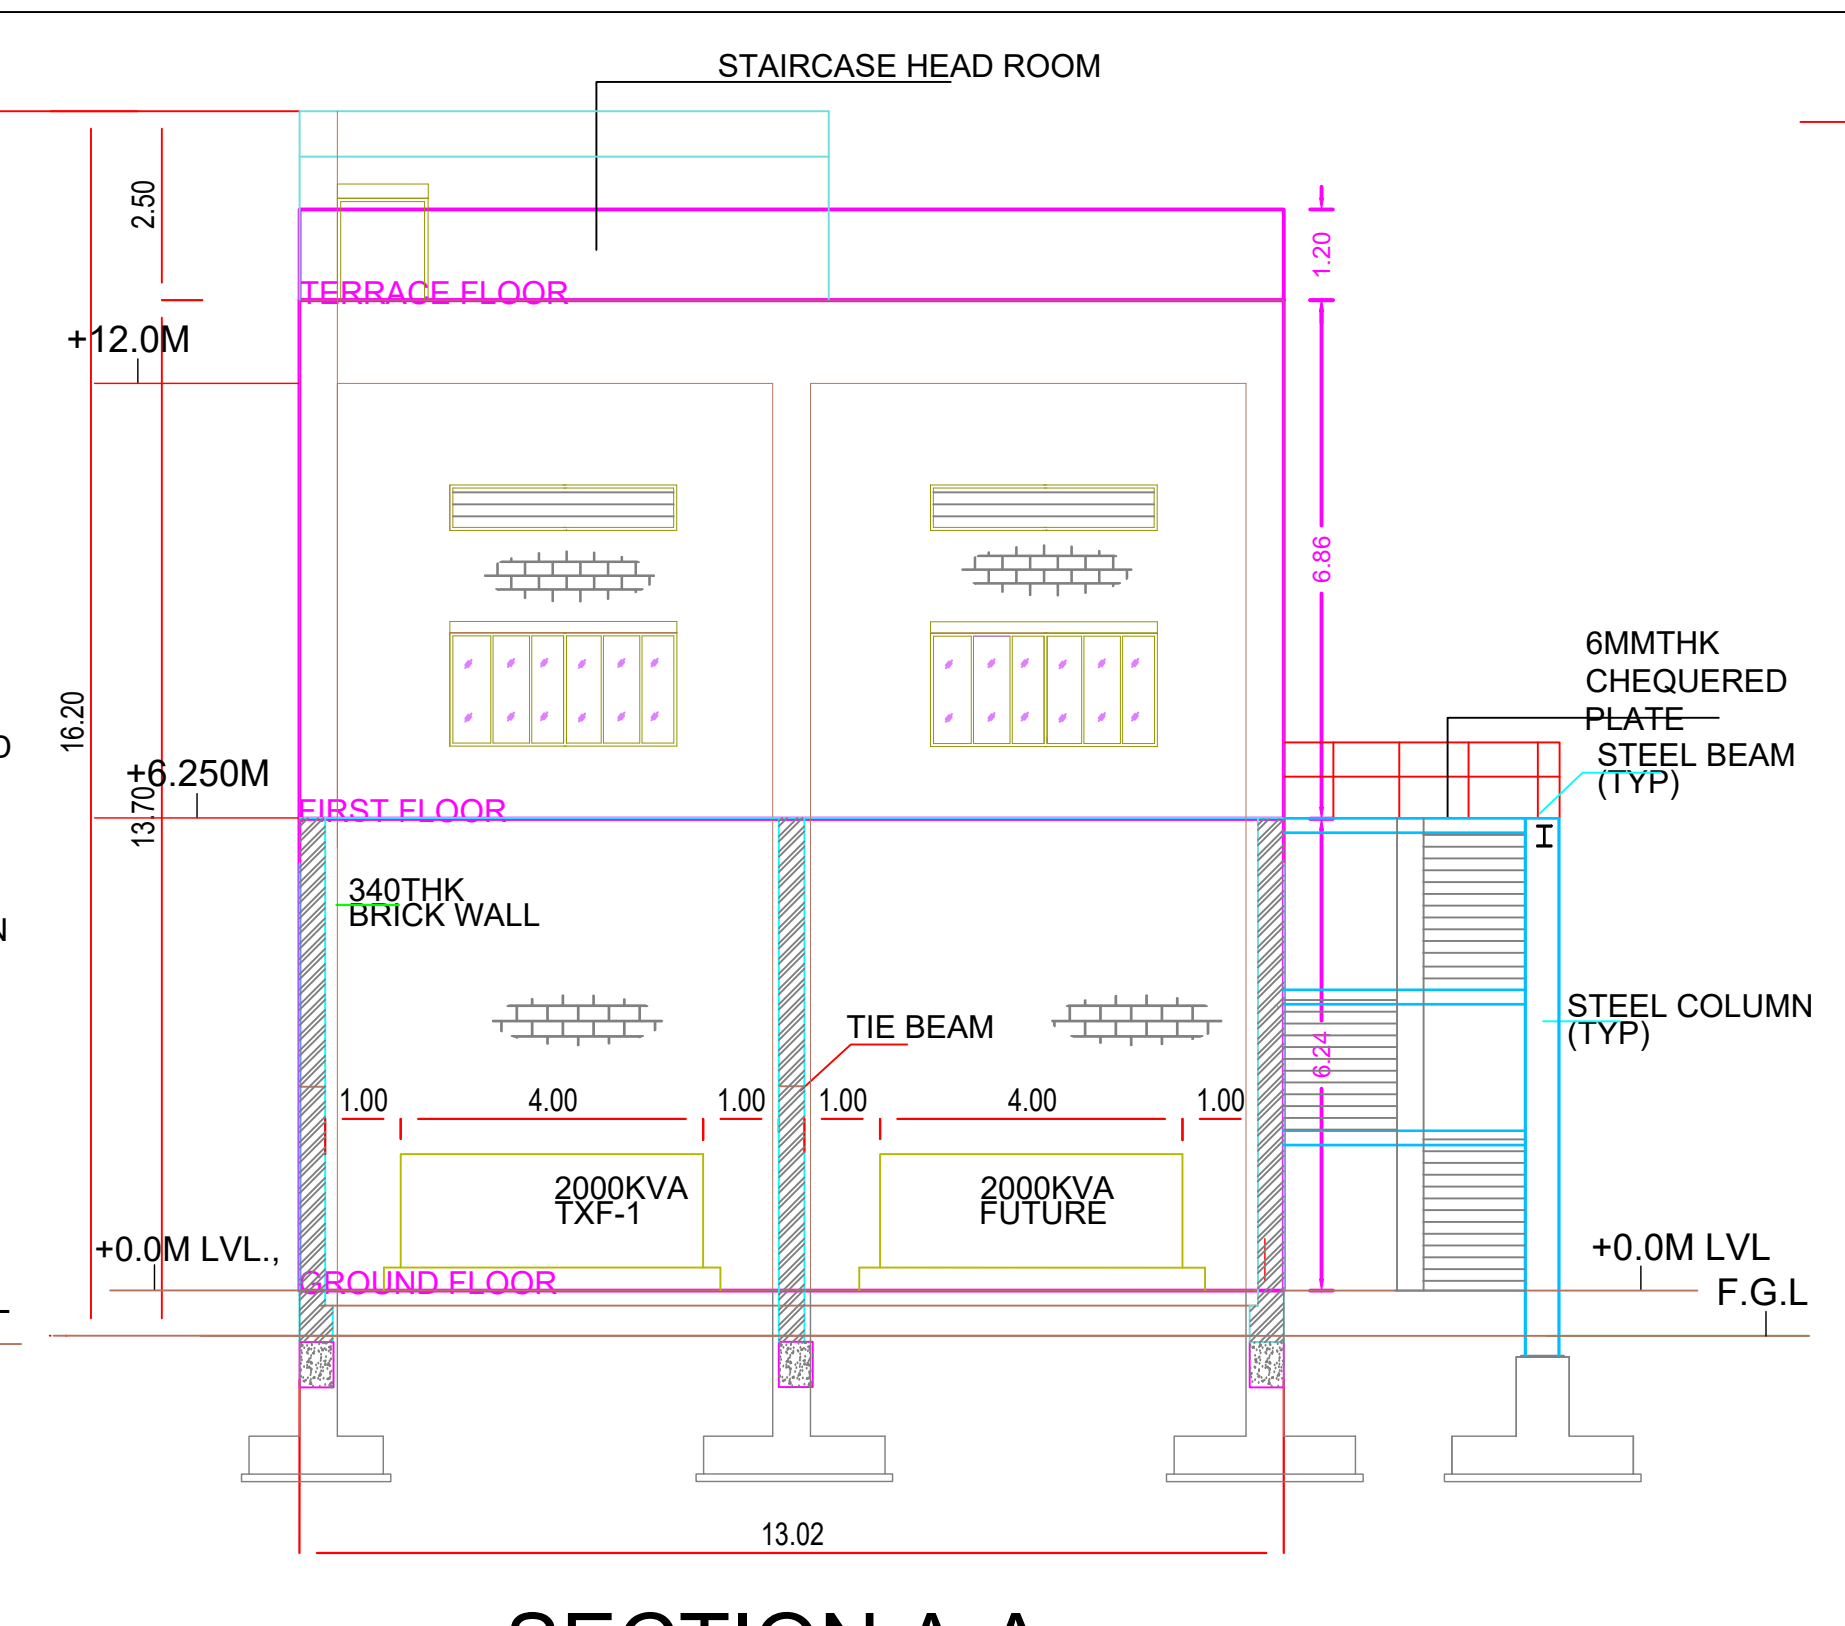 STAIRCASE HEAD ROOM
2.50
1.20
TERRACE FLOOR
+12.0M
6.86
6MMTHK
CHEQUERED
PLATE
STEEL BEAM
(TYP)
16.20
+6.250M
13.70
FIRST FLOOR
340THK
BRICK WALL
STEEL COLUMN
(TYP)
TIE BEAM
6.24
1.00
4.00
1.00
1.00
4.00
1.00
2000KVA
TXF-1
2000KVA
FUTURE
+0.0M LVL.,
+0.0M LVL
GROUND FLOOR
F.G.L
13.02
SECTION A-A